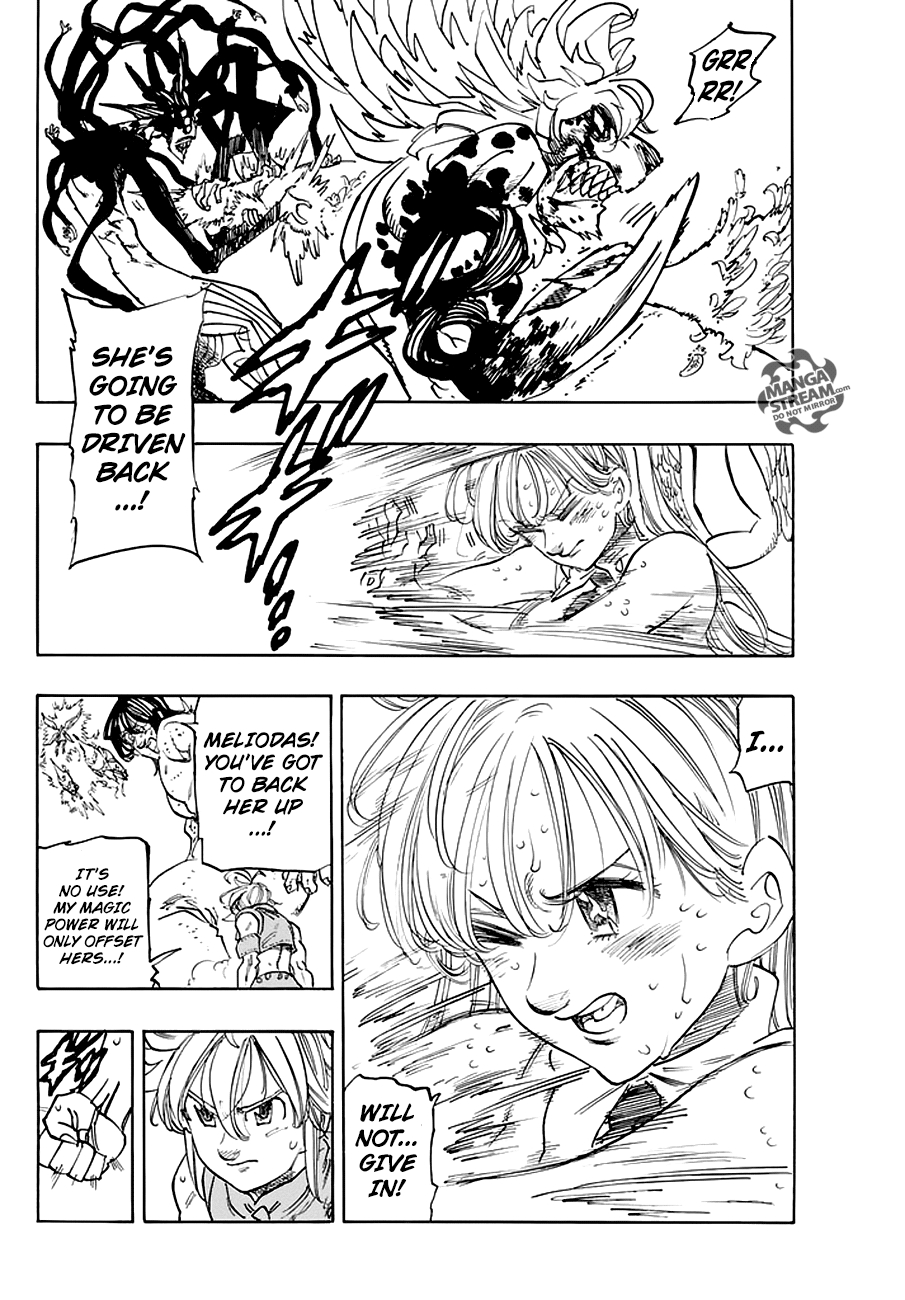 GRR
RR!
SHE'S
GOING
TO BE
DRIVEN
BACK
...!
MANGA
STREAM.com
DO NOT MIRROR
I...
WILL
NOT...
GIVE
IN!
MELIODAS!
YOU'VE
GOT
TO BACK
HER UP
...!
IT'S
NO USE!
MY MAGIC
POWER WILL
ONLY OFFSET
HERS...!